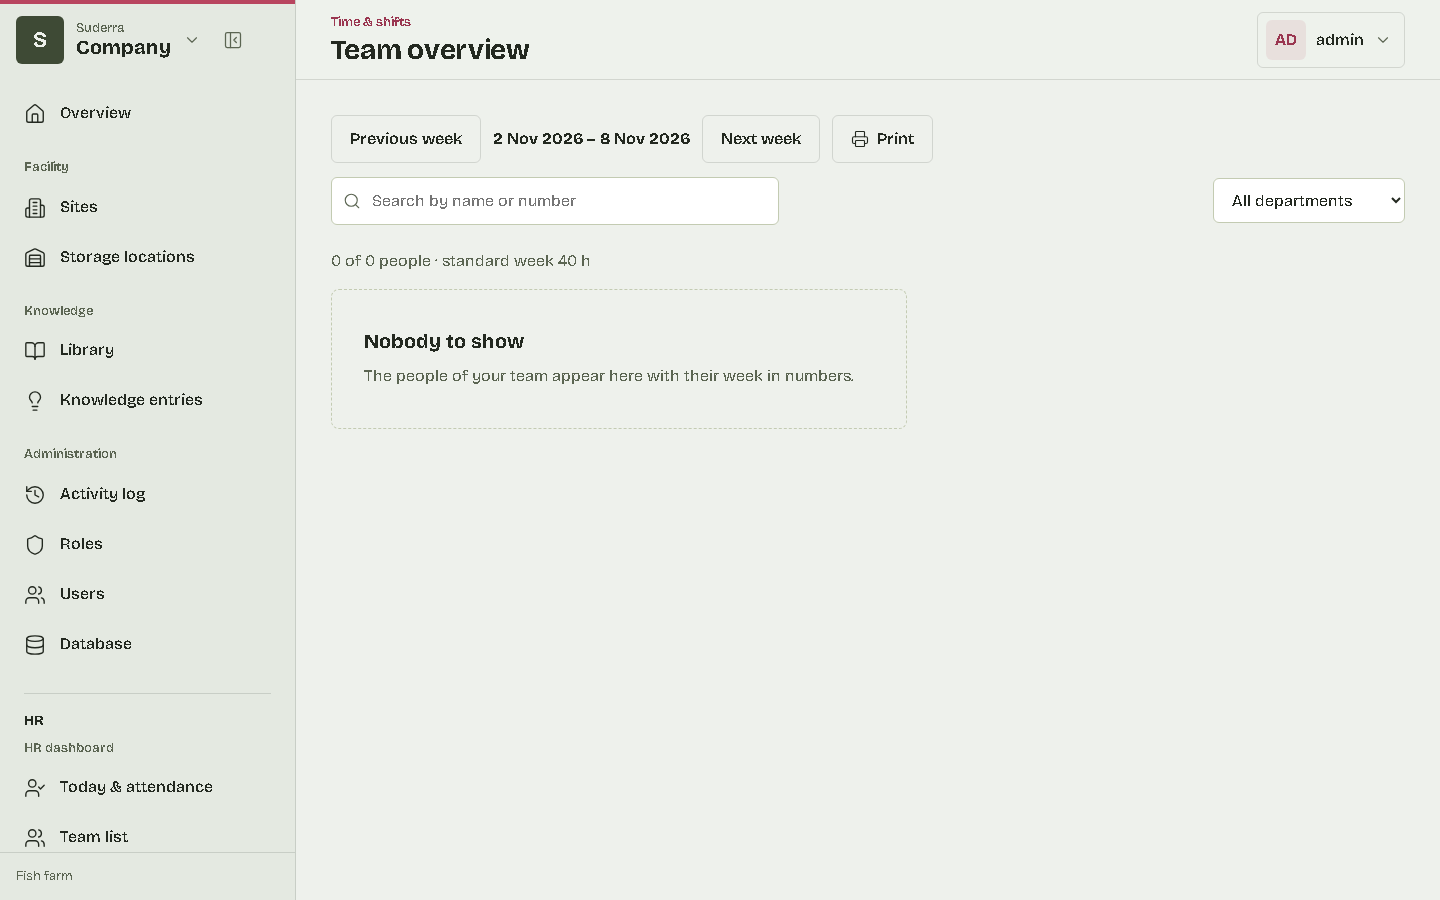 S
Suderra
Company
Overview
Facility
Sites
Storage locations
Knowledge
Library
Knowledge entries
Administration
Activity log
Roles
Users
Database
HR
HR dashboard
Today & attendance
Team list
Fish farm
Time & shifts
Team overview
AD admin
Previous week 2 Nov 2026 – 8 Nov 2026 Next week Print
Search by name or number
All departments
0 of 0 people · standard week 40 h
Nobody to show
The people of your team appear here with their week in numbers.